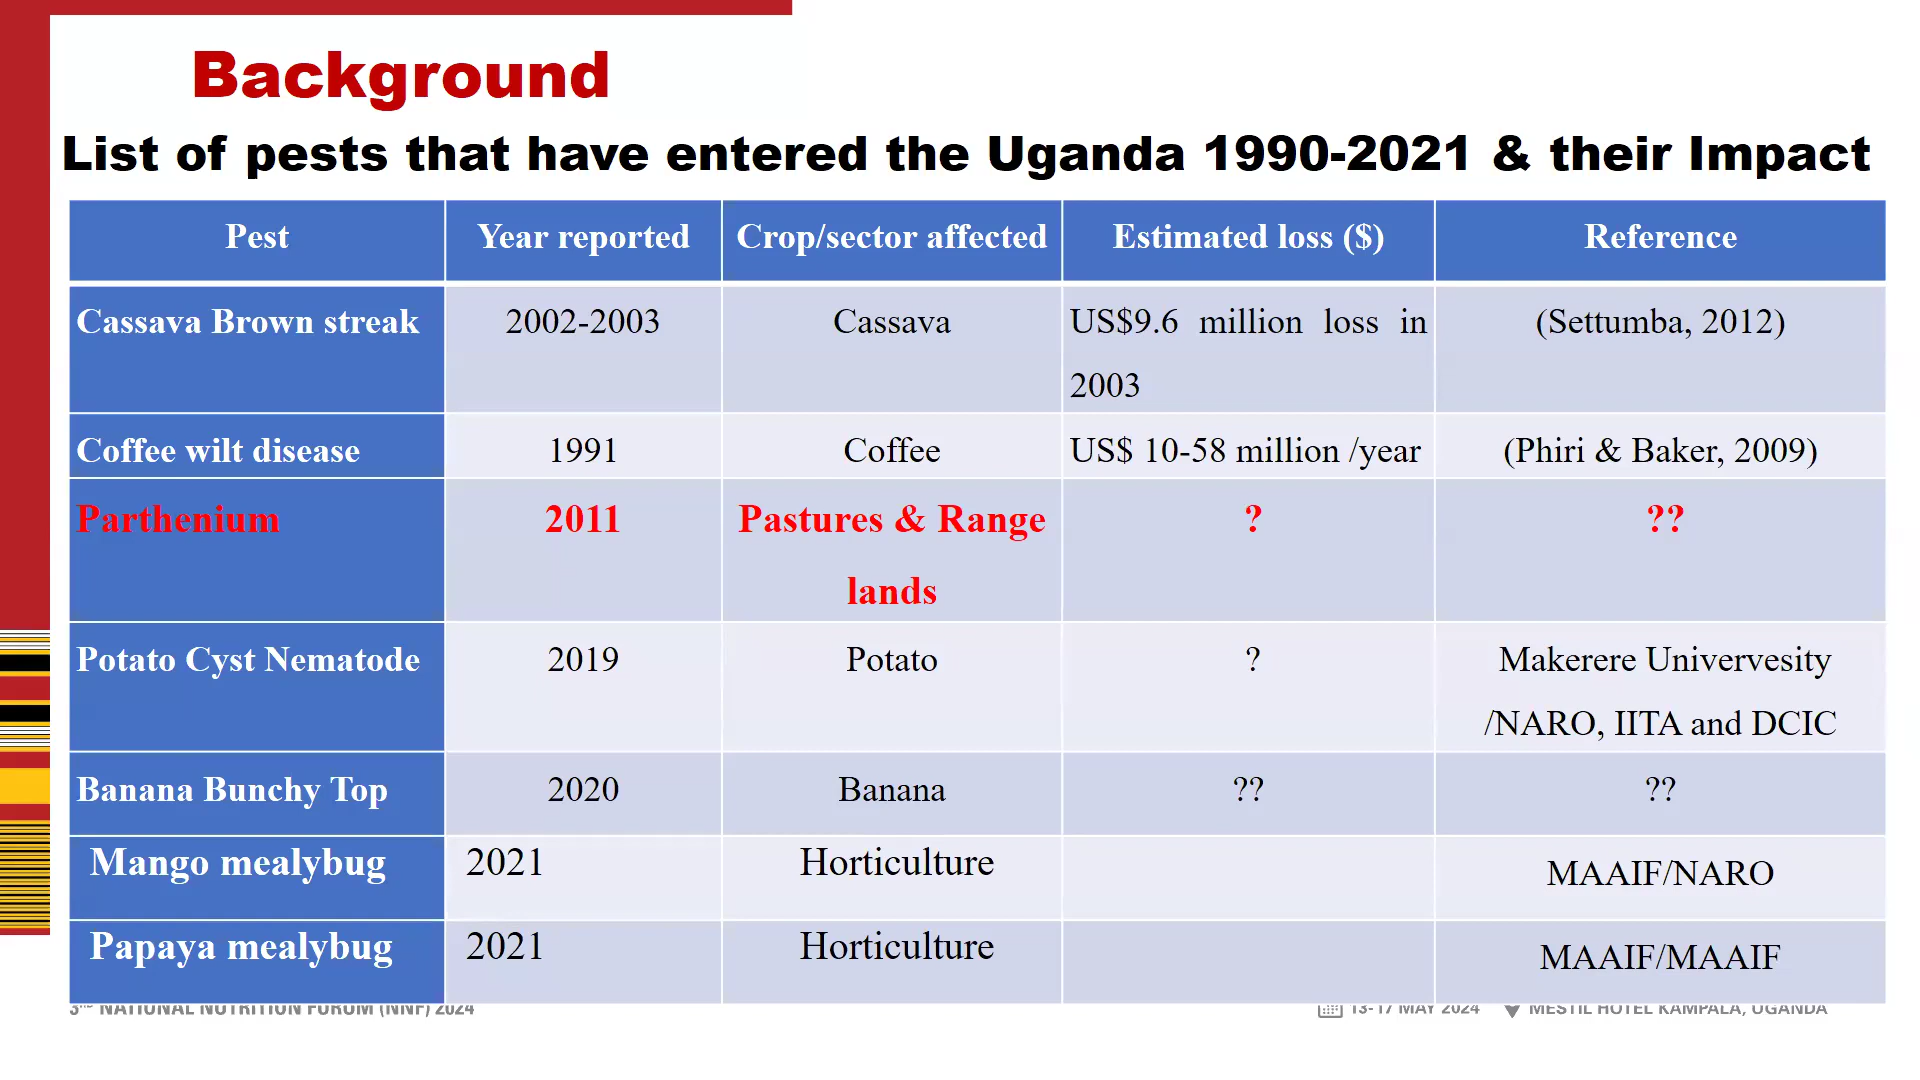 Background
List of pests that have entered the Uganda 1990-2021 & their Impact
Pest Year reported Crop/sector affected Estimated loss ($) Reference
Cassava Brown streak 2002-2003 Cassava US$9.6 million loss in (Settumba, 2012)
2003
Coffee wilt disease 1991 Coffee US$ 10-58 million /year (Phiri & Baker, 2009)
Parthenium 2011 Pastures & Range ? ??
lands
Potato Cyst Nematode 2019 Potato ? Makerere Univervesity
/NARO, IITA and DCIC
Banana Bunchy Top 2020 Banana ?? ??
Mango mealybug 2021 Horticulture MAAIF/NARO
Papaya mealybug 2021 Horticulture MAAIF/MAAIF
3RD NATIONAL NUTRITION FORUM (NNF) 2024 13-17 MAY 2024 MESTIL HOTEL KAMPALA, UGANDA